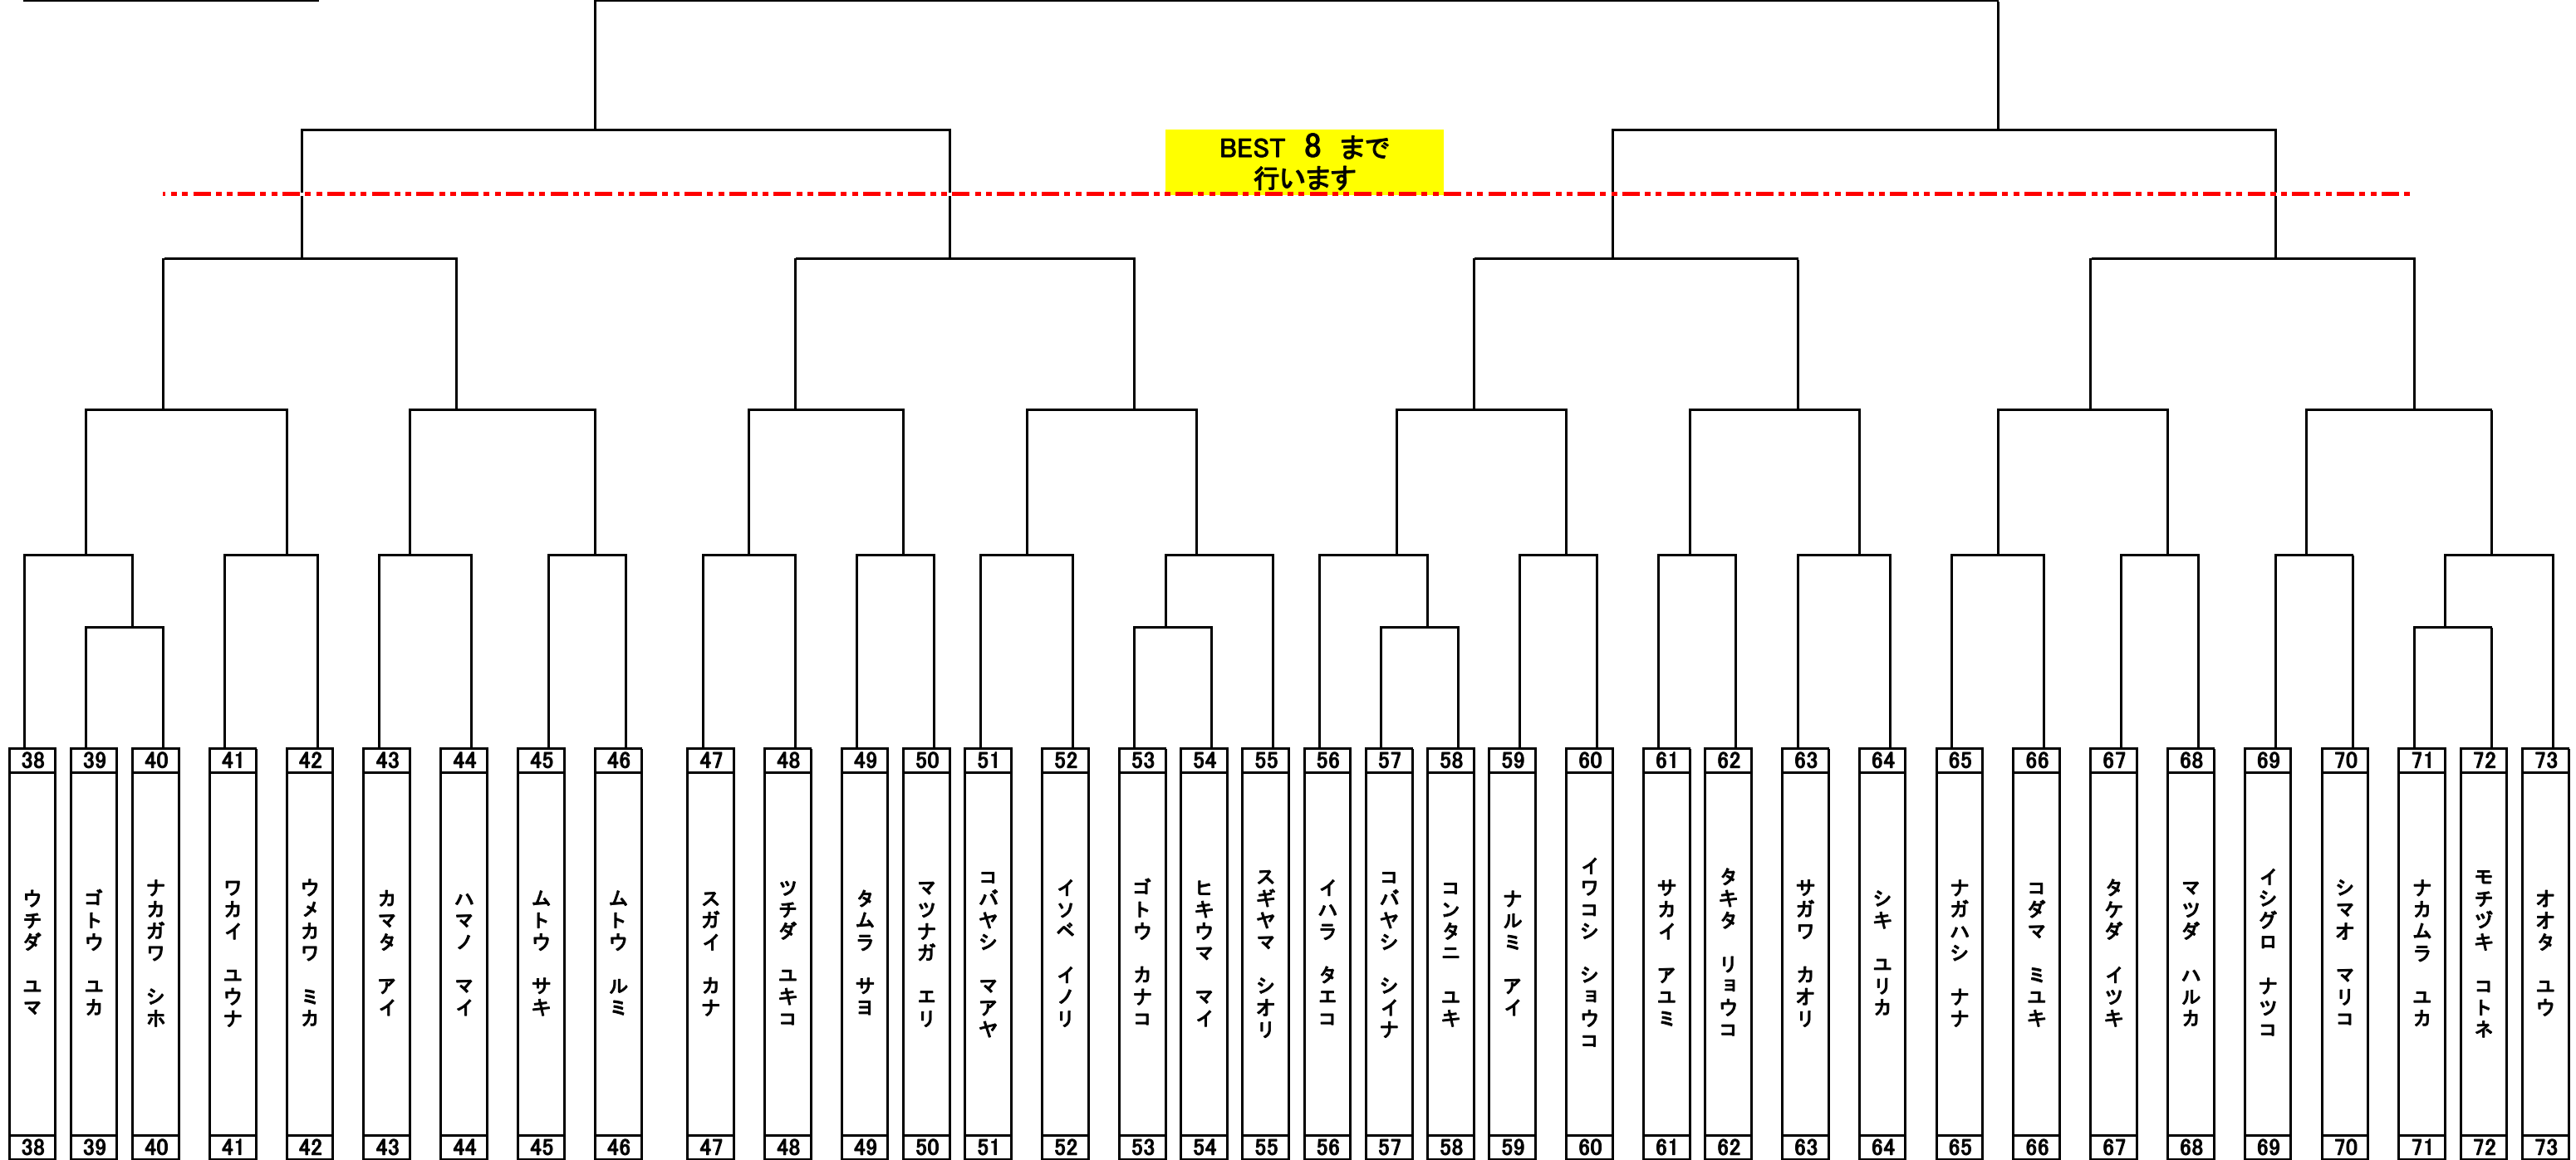 BEST 8 まで
行います
38 39 40 41 42 43 44 45 46 47 48 49 50 51 52 53 54 55 56 57 58 59 60 61 62 63 64 65 66 67 68 69 70 71 72 73
ウチダ ユマ
ゴトウ ユカ
ナカガワ シホ
ワカイ ユウナ
ウメカワ ミカ
カマタ アイ
ハマノ マイ
ムトウ サキ
ムトウ ルミ
スガイ カナ
ツチダ ユキコ
タムラ サヨ
マツナガ エリ
コバヤシ マアヤ
イソベ イノリ
ゴトウ カナコ
ヒキウマ マイ
スギヤマ シオリ
イハラ タエコ
コバヤシ シイナ
コンタニ ユキ
ナルミ アイ
イワコシ ショウコ
サカイ アユミ
タキタ リョウコ
サガワ カオリ
シキ ユリカ
ナガハシ ナナ
コダマ ミユキ
タケダ イツキ
マツダ ハルカ
イシグロ ナツコ
シマオ マリコ
ナカムラ ユカ
モチヅキ コトネ
オオタ ユウ
38 39 40 41 42 43 44 45 46 47 48 49 50 51 52 53 54 55 56 57 58 59 60 61 62 63 64 65 66 67 68 69 70 71 72 73